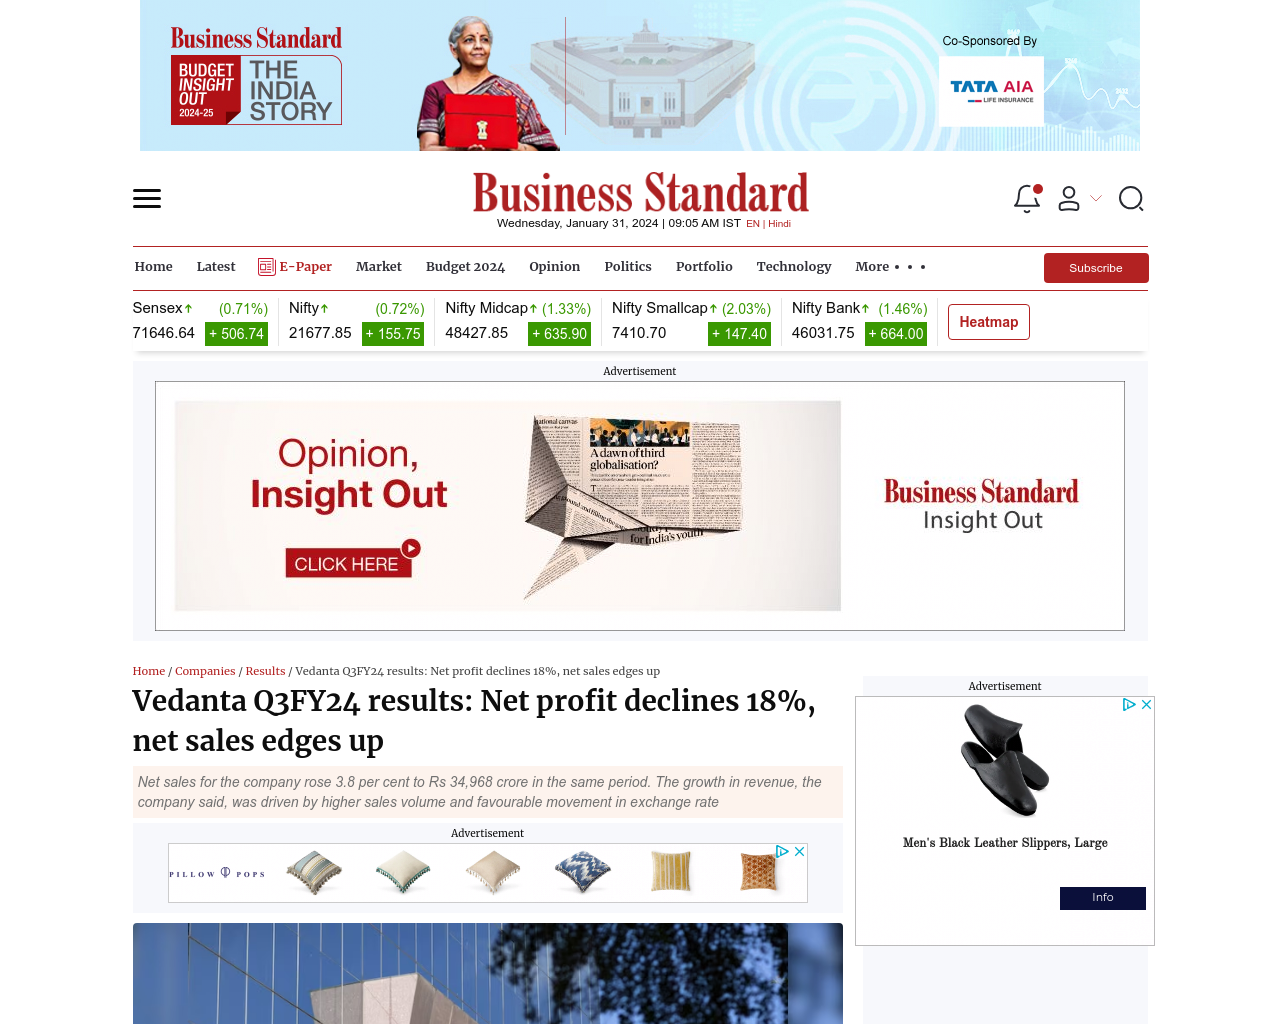 Business Standard
BUDGET
INSIGHT
OUT
2024-25
THE
INDIA
STORY
Co-Sponsored By
TATA AIA
LIFE INSURANCE
Business Standard
Wednesday, January 31, 2024 | 09:05 AM IST EN | Hindi
Home Latest E-Paper Market Budget 2024 Opinion Politics Portfolio Technology More
Subscribe
Sensex (0.71%) Nifty (0.72%) Nifty Midcap (1.33%) Nifty Smallcap (2.03%) Nifty Bank (1.46%)
71646.64 + 506.74 21677.85 + 155.75 48427.85 + 635.90 7410.70 + 147.40 46031.75 + 664.00
Heatmap
Advertisement
Opinion,
Insight Out
CLICK HERE
national canvas
A dawn of third
globalisation?
for India's youth
Business Standard
Insight Out
Home / Companies / Results / Vedanta Q3FY24 results: Net profit declines 18%, net sales edges up
Vedanta Q3FY24 results: Net profit declines 18%,
net sales edges up
Net sales for the company rose 3.8 per cent to Rs 34,968 crore in the same period. The growth in revenue, the
company said, was driven by higher sales volume and favourable movement in exchange rate
Advertisement
PILLOW POPS
Advertisement
Men's Black Leather Slippers, Large
Info